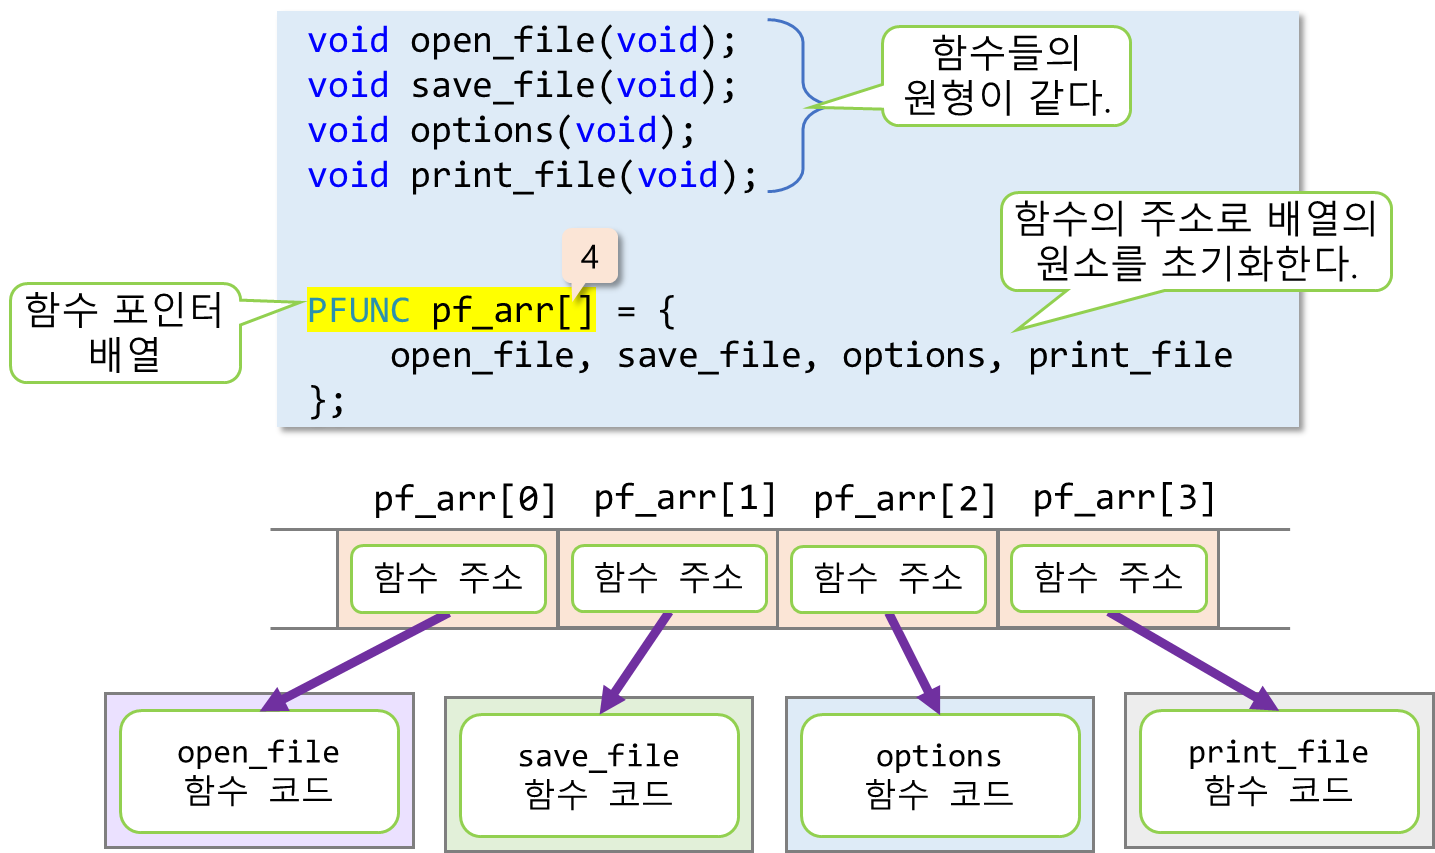 void open_file(void);
void save_file(void);
void options(void);
void print_file(void);
함수들의
원형이 같다.
함수의 주소로 배열의
원소를 초기화한다.
4
함수 포인터
배열
PFUNC pf_arr[] = {
open_file, save_file, options, print_file
};
pf_arr[0] pf_arr[1] pf_arr[2] pf_arr[3]
함수 주소 함수 주소 함수 주소 함수 주소
open_file
함수 코드
save_file
함수 코드
options
함수 코드
print_file
함수 코드